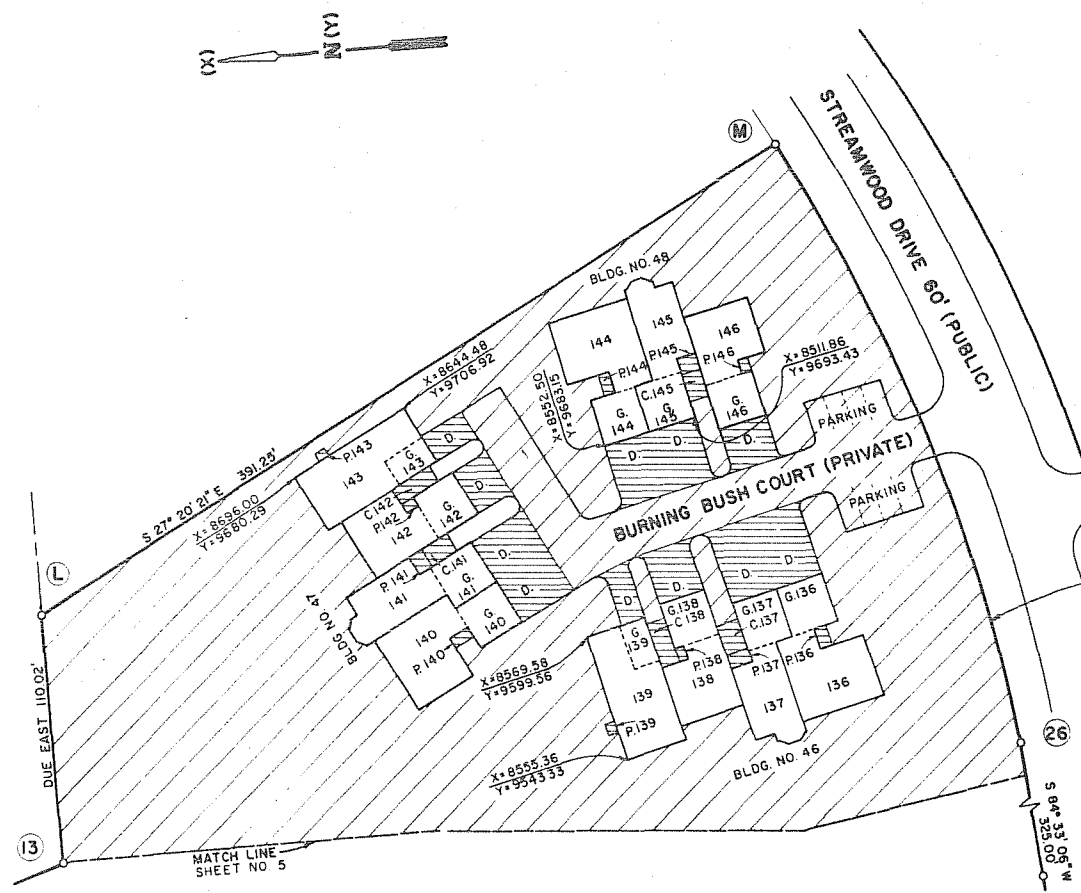 (X)
N (Y)
M
STREAMWOOD DRIVE 60' (PUBLIC)
BLDG. NO. 48
144
145
146
P.144
P.145
P.146
C.145
G.
144
G.
145
G.
146
X=8511.86
Y=9693.43
X=8552.50
Y=9683.15
X=8644.48
Y=9706.92
S 27° 20' 21" E 391.25'
X=8696.00
Y=9680.29
P.143
143
G.
143
D.
C.142
P.142
142
G.
142
D
D.
D.
PARKING
BURNING BUSH COURT (PRIVATE)
PARKING
L
P.141
141
C.141
G.
141
D.
D.
BLDG NO. 47
140
P.140
G.
140
D.
D.
D.
D.
G.
139
G.138
C.138
G.137
C.137
G.136
X=8569.58
Y=9599.56
139
P.138
138
P.137
137
P.136
136
P.139
X=8555.36
Y=9543.33
BLDG. NO. 46
DUE EAST 110.02'
26
S 84° 33' 06" W
325.00'
13
MATCH LINE
SHEET NO. 5